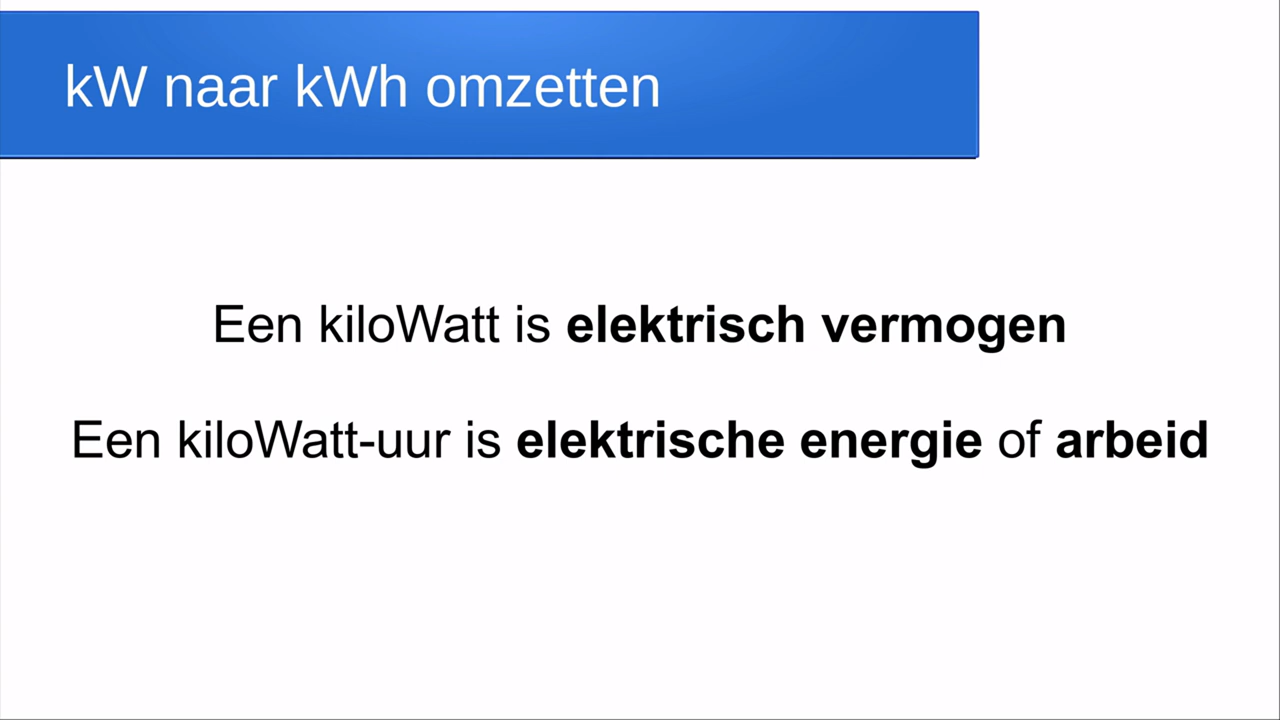 kW naar kWh omzetten
Een kiloWatt is elektrisch vermogen
Een kiloWatt-uur is elektrische energie of arbeid